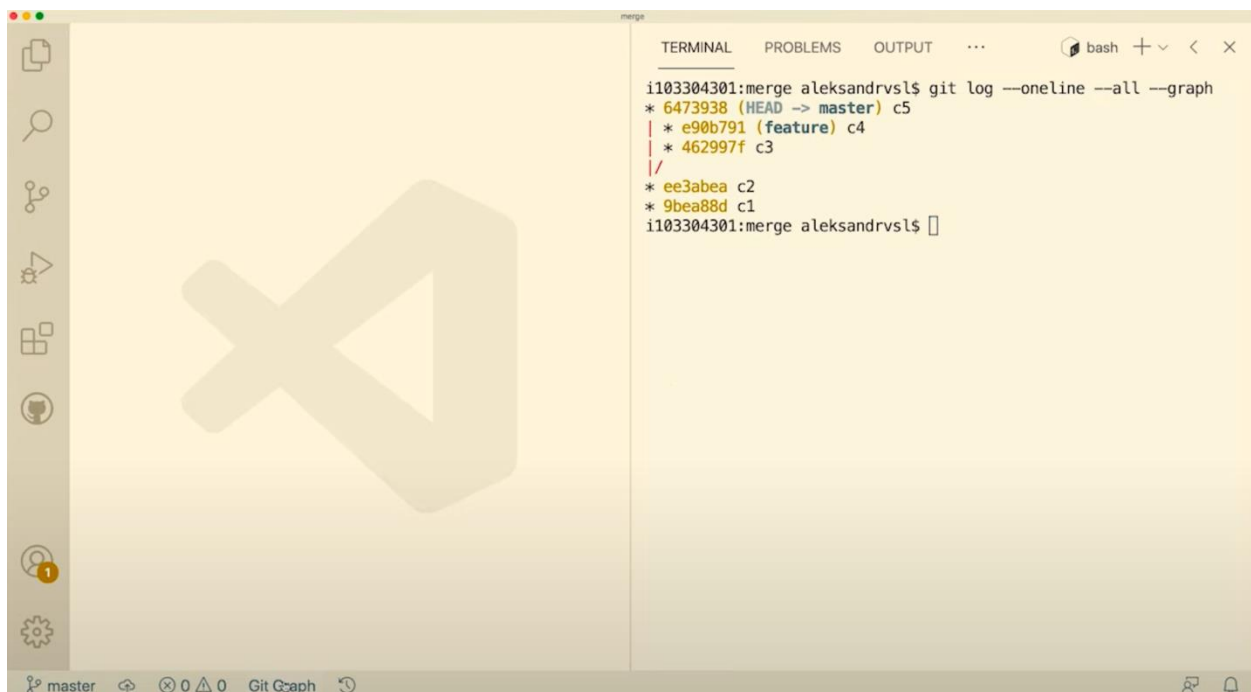 merge
TERMINAL PROBLEMS OUTPUT ... bash
i103304301:merge aleksandrvsl$ git log --oneline --all --graph
* 6473938 (HEAD -> master) c5
| * e90b791 (feature) c4
| * 462997f c3
|/
* ee3abea c2
* 9bea88d c1
i103304301:merge aleksandrvsl$
1
master 0 0 Git Graph